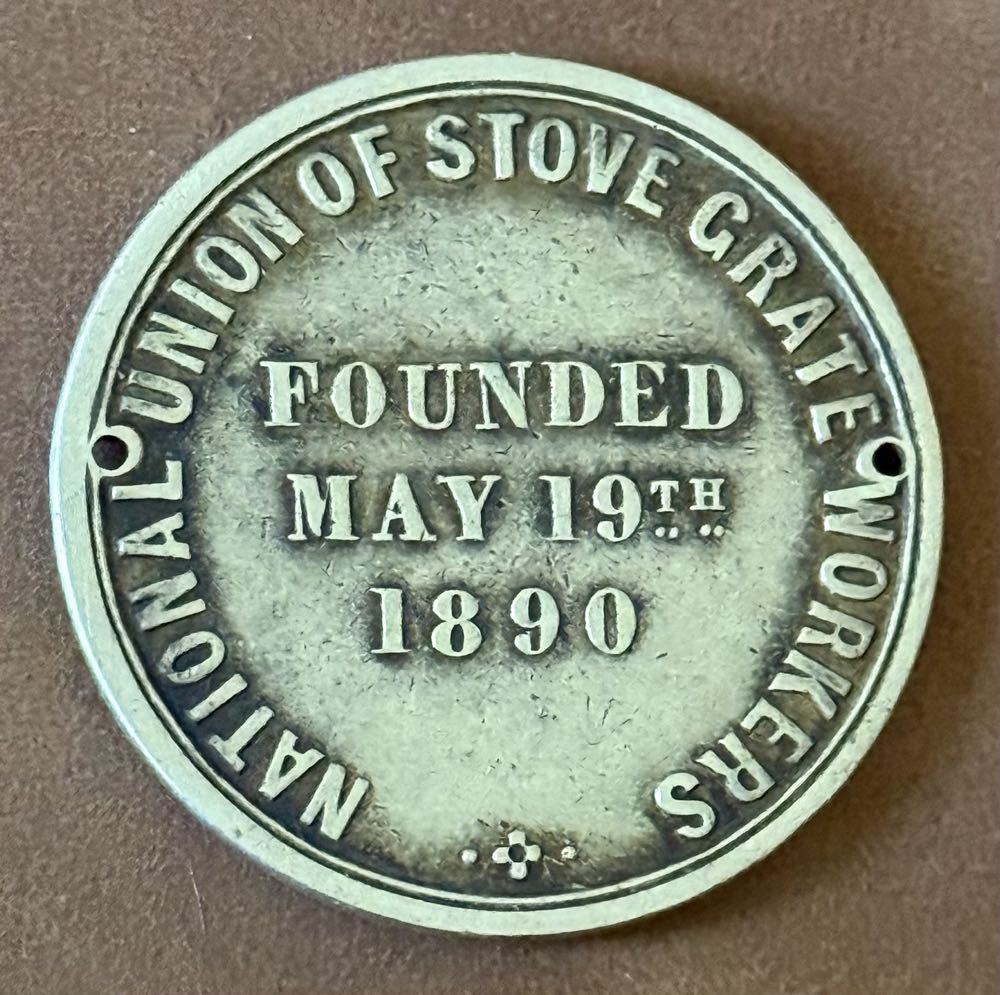 NATIONAL UNION OF STOVE GRATE WORKERS
FOUNDED
MAY 19TH
1890